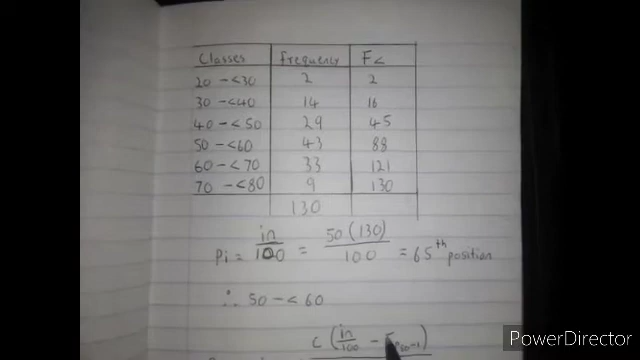 Classes Frequency F<
20 -<30 2 2
30 -<40 14 16
40 -<50 29 45
50 -<60 43 88
60 -<70 33 121
70 -<80 9 130
130
Pi = in/100 = 50(130)/100 = 65th position
∴ 50 -< 60
c (in/100 -
PowerDirector